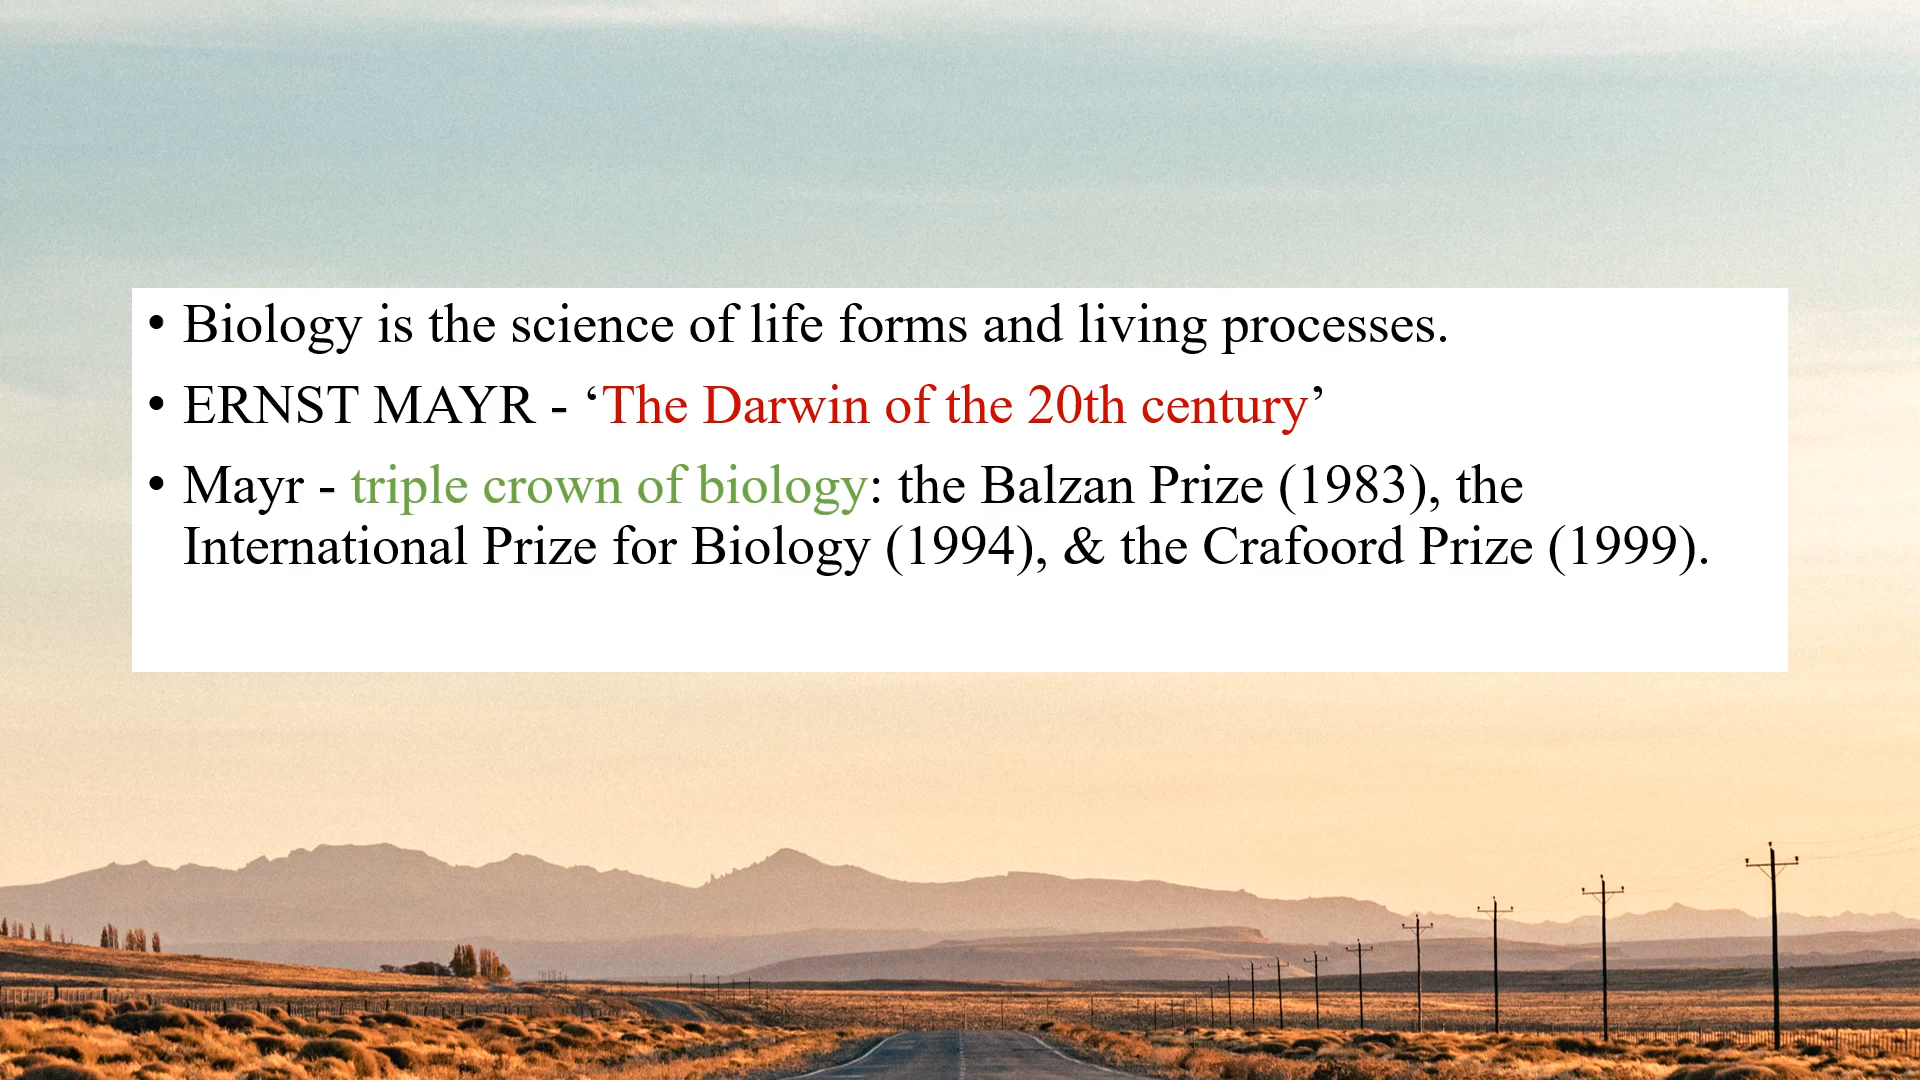 • Biology is the science of life forms and living processes.
• ERNST MAYR - ‘The Darwin of the 20th century’
• Mayr - triple crown of biology: the Balzan Prize (1983), the
International Prize for Biology (1994), & the Crafoord Prize (1999).